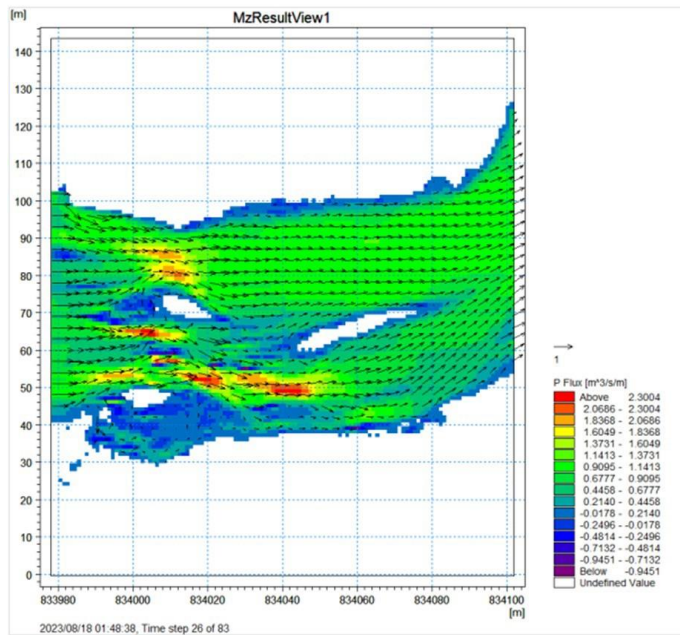 [m]
MzResultView1
140
130
120
110
100
90
80
70
60
50
40
30
20
10
0
833980 834000 834020 834040 834060 834080 834100
[m]
2023/08/18 01:48:38, Time step 26 of 83
1
P Flux [m^3/s/m]
Above 2.3004
2.0686 - 2.3004
1.8368 - 2.0686
1.6049 - 1.8368
1.3731 - 1.6049
1.1413 - 1.3731
0.9095 - 1.1413
0.6777 - 0.9095
0.4458 - 0.6777
0.2140 - 0.4458
-0.0178 - 0.2140
-0.2496 - -0.0178
-0.4814 - -0.2496
-0.7132 - -0.4814
-0.9451 - -0.7132
Below -0.9451
Undefined Value